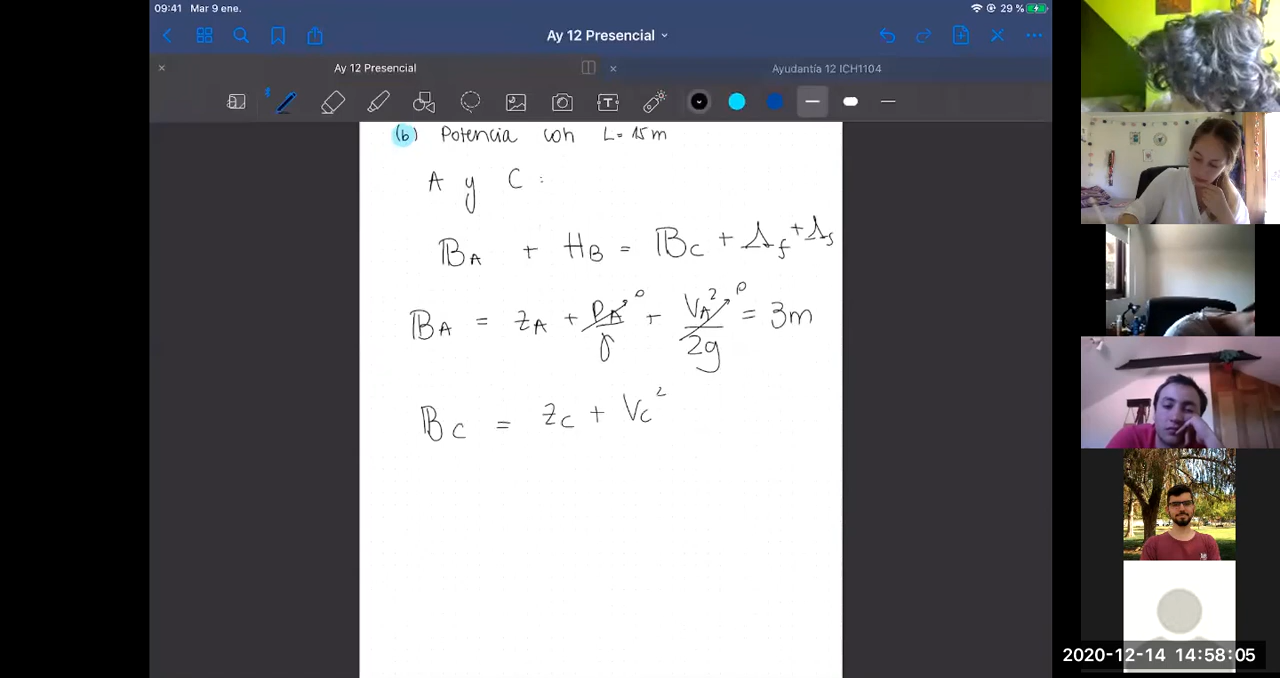 09:41 Mar 9 ene.
29 %
Ay 12 Presencial
Ay 12 Presencial
Ayudantía 12 ICH1104
(b) Potencia con L= 15 m
A y C :
𝔹A + HB = 𝔹C + Δf + Δs
𝔹A = zA + PA/γ 0 + VA²/2g 0 = 3m
𝔹C = zC + VC²
2020-12-14 14:58:05